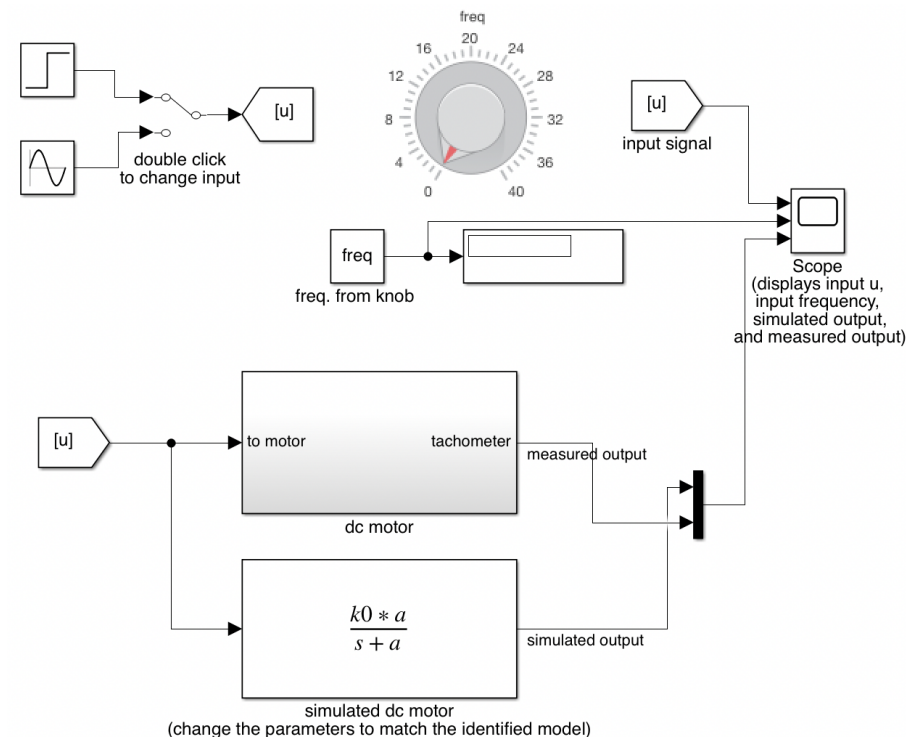 freq
20
16
24
12
28
8
32
4
36
0
40
[u]
double click
to change input
[u]
input signal
freq
freq. from knob
Scope
(displays input u,
input frequency,
simulated output,
and measured output)
[u]
to motor
tachometer
measured output
dc motor
k0 * a
s + a
simulated output
simulated dc motor
(change the parameters to match the identified model)